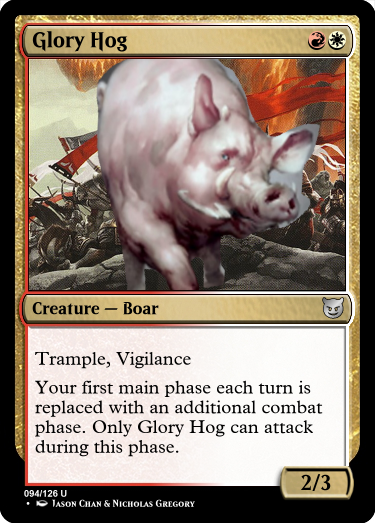 Glory Hog
Creature — Boar
Trample, Vigilance
Your first main phase each turn is
replaced with an additional combat
phase. Only Glory Hog can attack
during this phase.
2/3
094/126 U
• Jason Chan & Nicholas Gregory